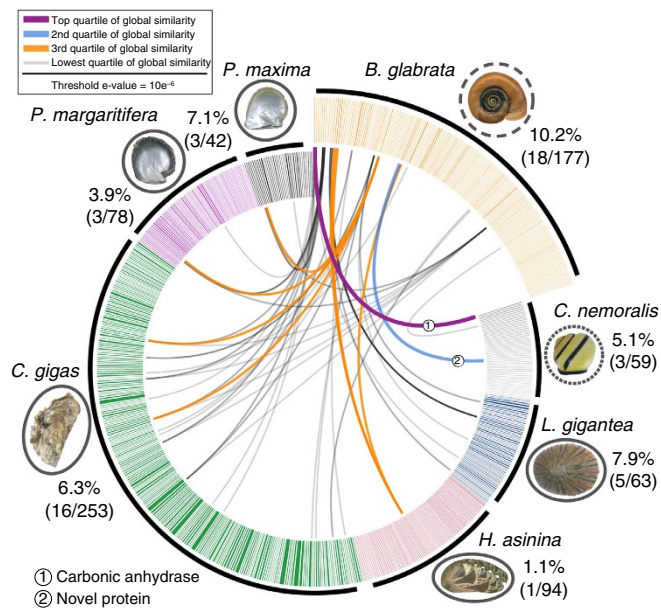 Top quartile of global similarity
2nd quartile of global similarity
3rd quartile of global similarity
Lowest quartile of global similarity
Threshold e-value = 10e⁻⁶
P. maxima
7.1%
(3/42)
B. glabrata
10.2%
(18/177)
P. margaritifera
3.9%
(3/78)
C. nemoralis
5.1%
(3/59)
C. gigas
6.3%
(16/253)
L. gigantea
7.9%
(5/63)
H. asinina
1.1%
(1/94)
1
2
1 Carbonic anhydrase
2 Novel protein